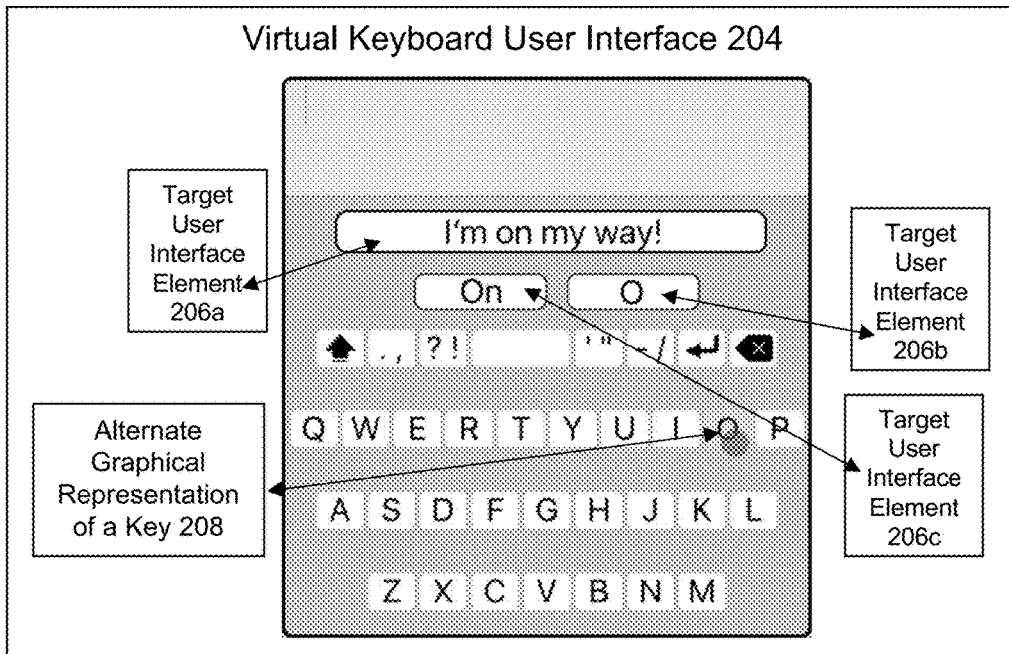 Virtual Keyboard User Interface 204
Target
User
Interface
Element
206a
I'm on my way!
On O
Target
User
Interface
Element
206b
. , ? ! ' " - /
Alternate
Graphical
Representation
of a Key 208
Q W E R T Y U I O P
Target
User
Interface
Element
206c
A S D F G H J K L
Z X C V B N M